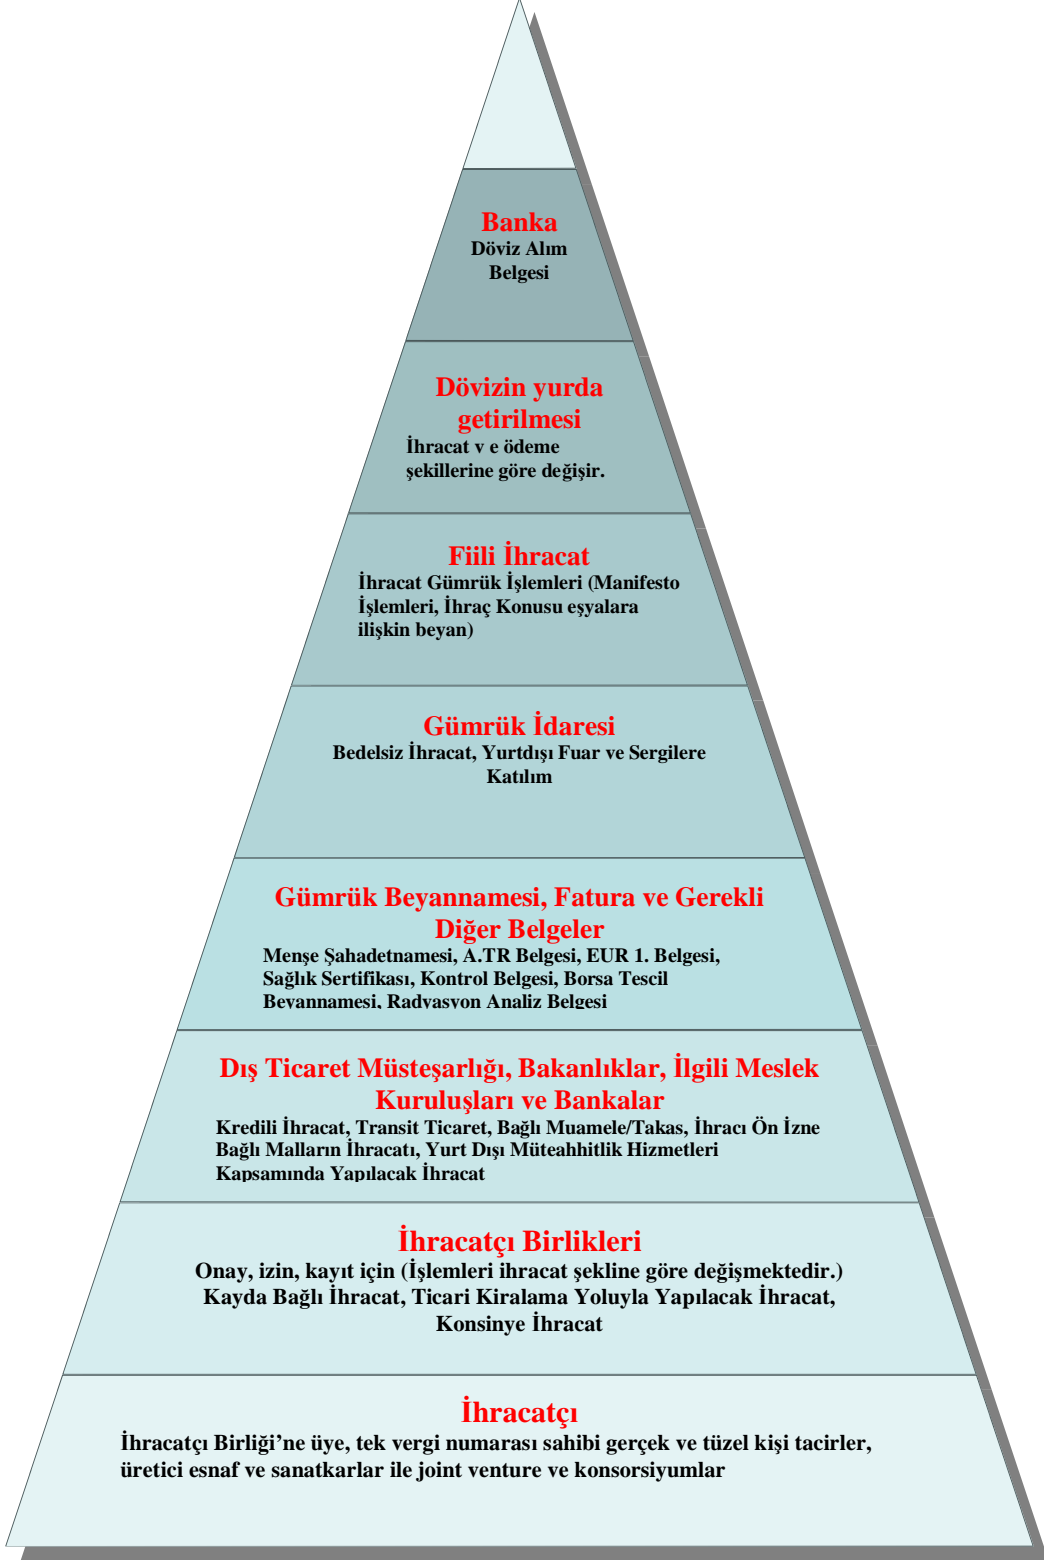 Banka
Döviz Alım
Belgesi
Dövizin yurda
getirilmesi
İhracat v e ödeme
şekillerine göre değişir.
Fiili İhracat
İhracat Gümrük İşlemleri (Manifesto
İşlemleri, İhraç Konusu eşyalara
ilişkin beyan)
Gümrük İdaresi
Bedelsiz İhracat, Yurtdışı Fuar ve Sergilere
Katılım
Gümrük Beyannamesi, Fatura ve Gerekli
Diğer Belgeler
Menşe Şahadetnamesi, A.TR Belgesi, EUR 1. Belgesi,
Sağlık Sertifikası, Kontrol Belgesi, Borsa Tescil
Beyannamesi, Radyasyon Analiz Belgesi
Dış Ticaret Müsteşarlığı, Bakanlıklar, İlgili Meslek
Kuruluşları ve Bankalar
Kredili İhracat, Transit Ticaret, Bağlı Muamele/Takas, İhracı Ön İzne
Bağlı Malların İhracatı, Yurt Dışı Müteahhitlik Hizmetleri
Kapsamında Yapılacak İhracat
İhracatçı Birlikleri
Onay, izin, kayıt için (İşlemleri ihracat şekline göre değişmektedir.)
Kayda Bağlı İhracat, Ticari Kiralama Yoluyla Yapılacak İhracat,
Konsinye İhracat
İhracatçı
İhracatçı Birliği’ne üye, tek vergi numarası sahibi gerçek ve tüzel kişi tacirler,
üretici esnaf ve sanatkarlar ile joint venture ve konsorsiyumlar